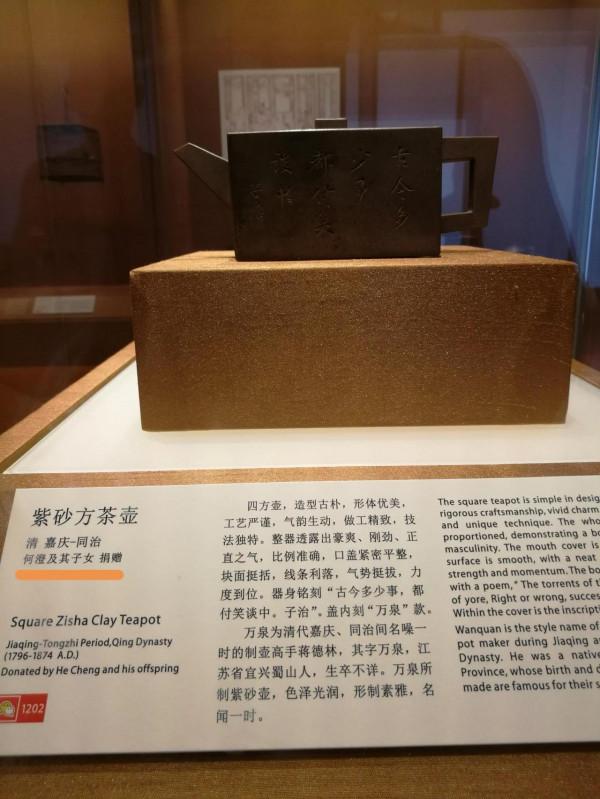 古今多
少事
都付笑
紫砂方茶壶
清 嘉庆-同治
何澄及其子女 捐赠
Square Zisha Clay Teapot
Jiaqing-Tongzhi Period,Qing Dynasty
(1796-1874 A.D.)
Donated by He Cheng and his offspring
1202
四方壶，造型古朴，形体优美，
工艺严谨，气韵生动，做工精致，技
法独特。整器透露出豪爽、刚劲、正
直之气，比例准确，口盖紧密平整，
块面挺括，线条利落，气势挺拔，力
度到位。器身铭刻“古今多少事，都
付笑谈中。子治”。盖内刻“万泉”款。
万泉为清代嘉庆、同治间名噪一
时的制壶高手蒋德林，其字万泉，江
苏省宜兴蜀山人，生卒不详。万泉所
制紫砂壶，色泽光润，形制素雅，名
闻一时。
The square teapot is simple in desig
rigorous craftsmanship, vivid charm
and unique technique. The who
proportioned, demonstrating a bo
masculinity. The mouth cover is
surface is smooth, with a neat
strength and momentum.The bo
with a poem," The torrents of t
of yore, Right or wrong, succes
Within the cover is the inscripti
Wanquan is the style name of
pot maker during Jiaqing a
Dynasty. He was a native
Province, whose birth and d
made are famous for their s